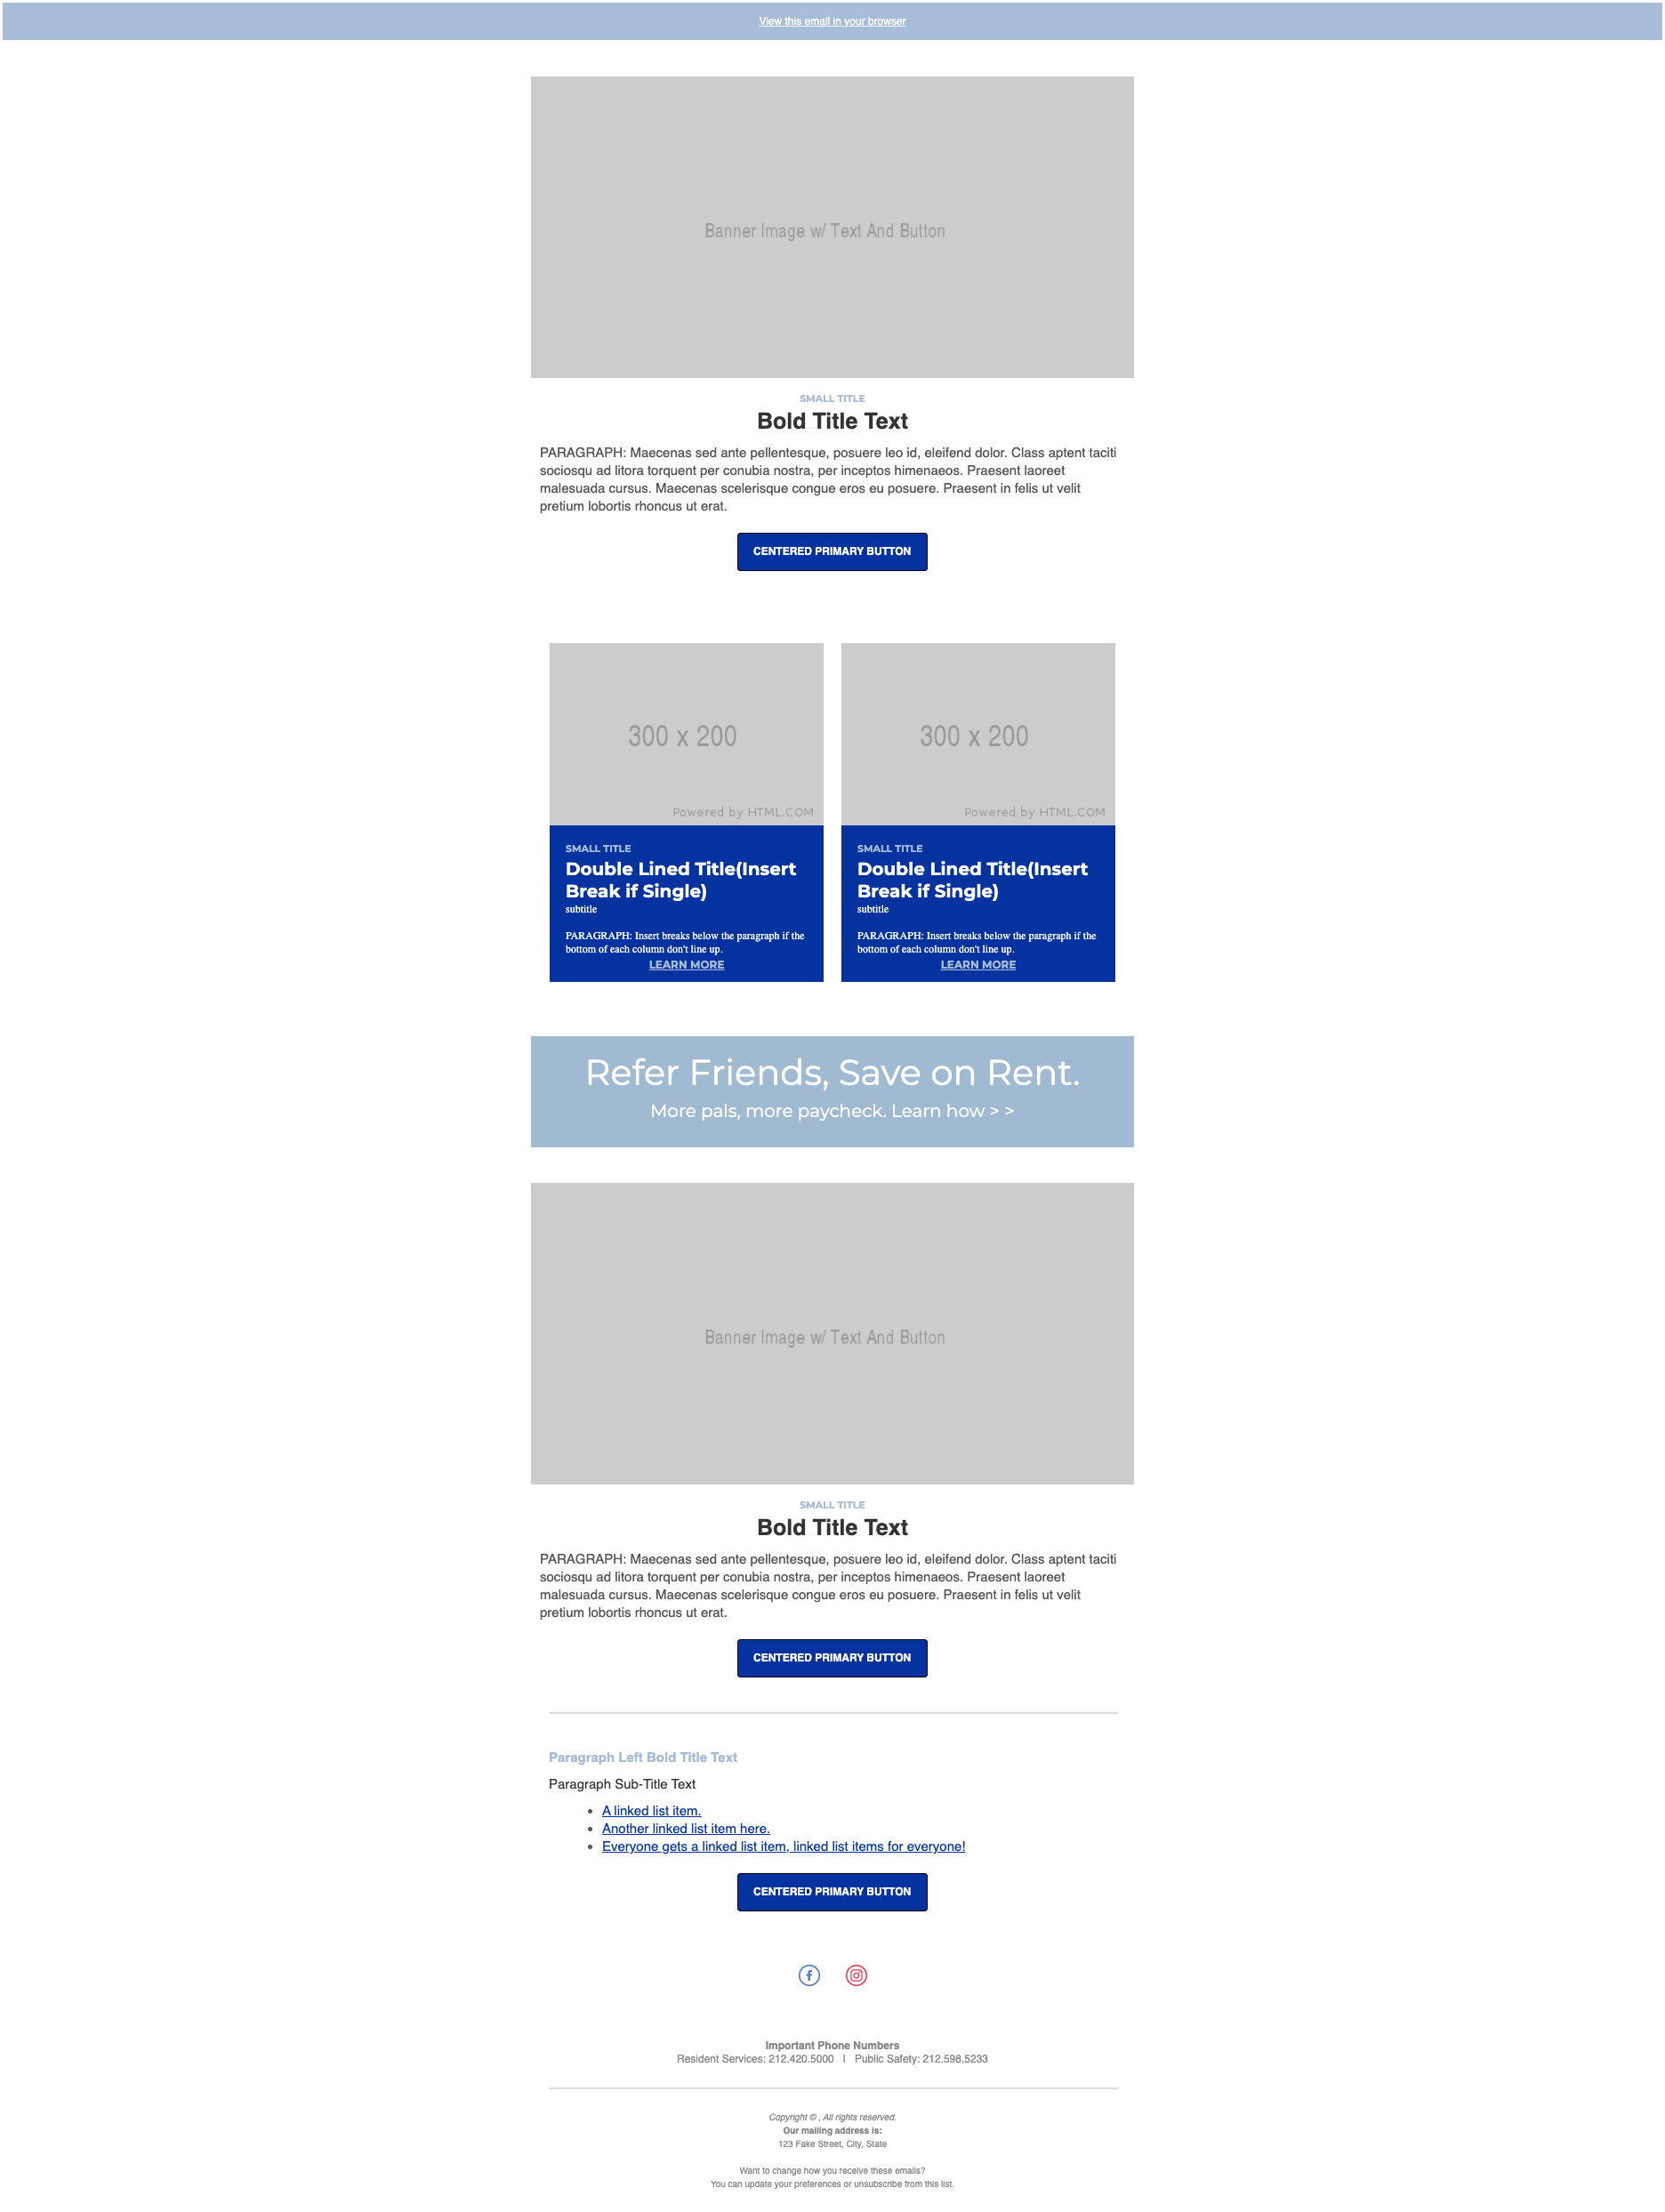 View this email in your browser
Banner Image w/ Text And Button
SMALL TITLE
Bold Title Text
PARAGRAPH: Maecenas sed ante pellentesque, posuere leo id, eleifend dolor. Class aptent taciti
sociosqu ad litora torquent per conubia nostra, per inceptos himenaeos. Praesent laoreet
malesuada cursus. Maecenas scelerisque congue eros eu posuere. Praesent in felis ut velit
pretium lobortis rhoncus ut erat.
CENTERED PRIMARY BUTTON
300 x 200
Powered by HTML.COM
SMALL TITLE
Double Lined Title(Insert
Break if Single)
subtitle
PARAGRAPH: Insert breaks below the paragraph if the
bottom of each column don't line up.
LEARN MORE
300 x 200
Powered by HTML.COM
SMALL TITLE
Double Lined Title(Insert
Break if Single)
subtitle
PARAGRAPH: Insert breaks below the paragraph if the
bottom of each column don't line up.
LEARN MORE
Refer Friends, Save on Rent.
More pals, more paycheck. Learn how > >
Banner Image w/ Text And Button
SMALL TITLE
Bold Title Text
PARAGRAPH: Maecenas sed ante pellentesque, posuere leo id, eleifend dolor. Class aptent taciti
sociosqu ad litora torquent per conubia nostra, per inceptos himenaeos. Praesent laoreet
malesuada cursus. Maecenas scelerisque congue eros eu posuere. Praesent in felis ut velit
pretium lobortis rhoncus ut erat.
CENTERED PRIMARY BUTTON
Paragraph Left Bold Title Text
Paragraph Sub-Title Text
• A linked list item.
• Another linked list item here.
• Everyone gets a linked list item, linked list items for everyone!
CENTERED PRIMARY BUTTON
Important Phone Numbers
Resident Services: 212.420.5000 | Public Safety: 212.598.5233
Copyright © , All rights reserved.
Our mailing address is:
123 Fake Street, City, State
Want to change how you receive these emails?
You can update your preferences or unsubscribe from this list.